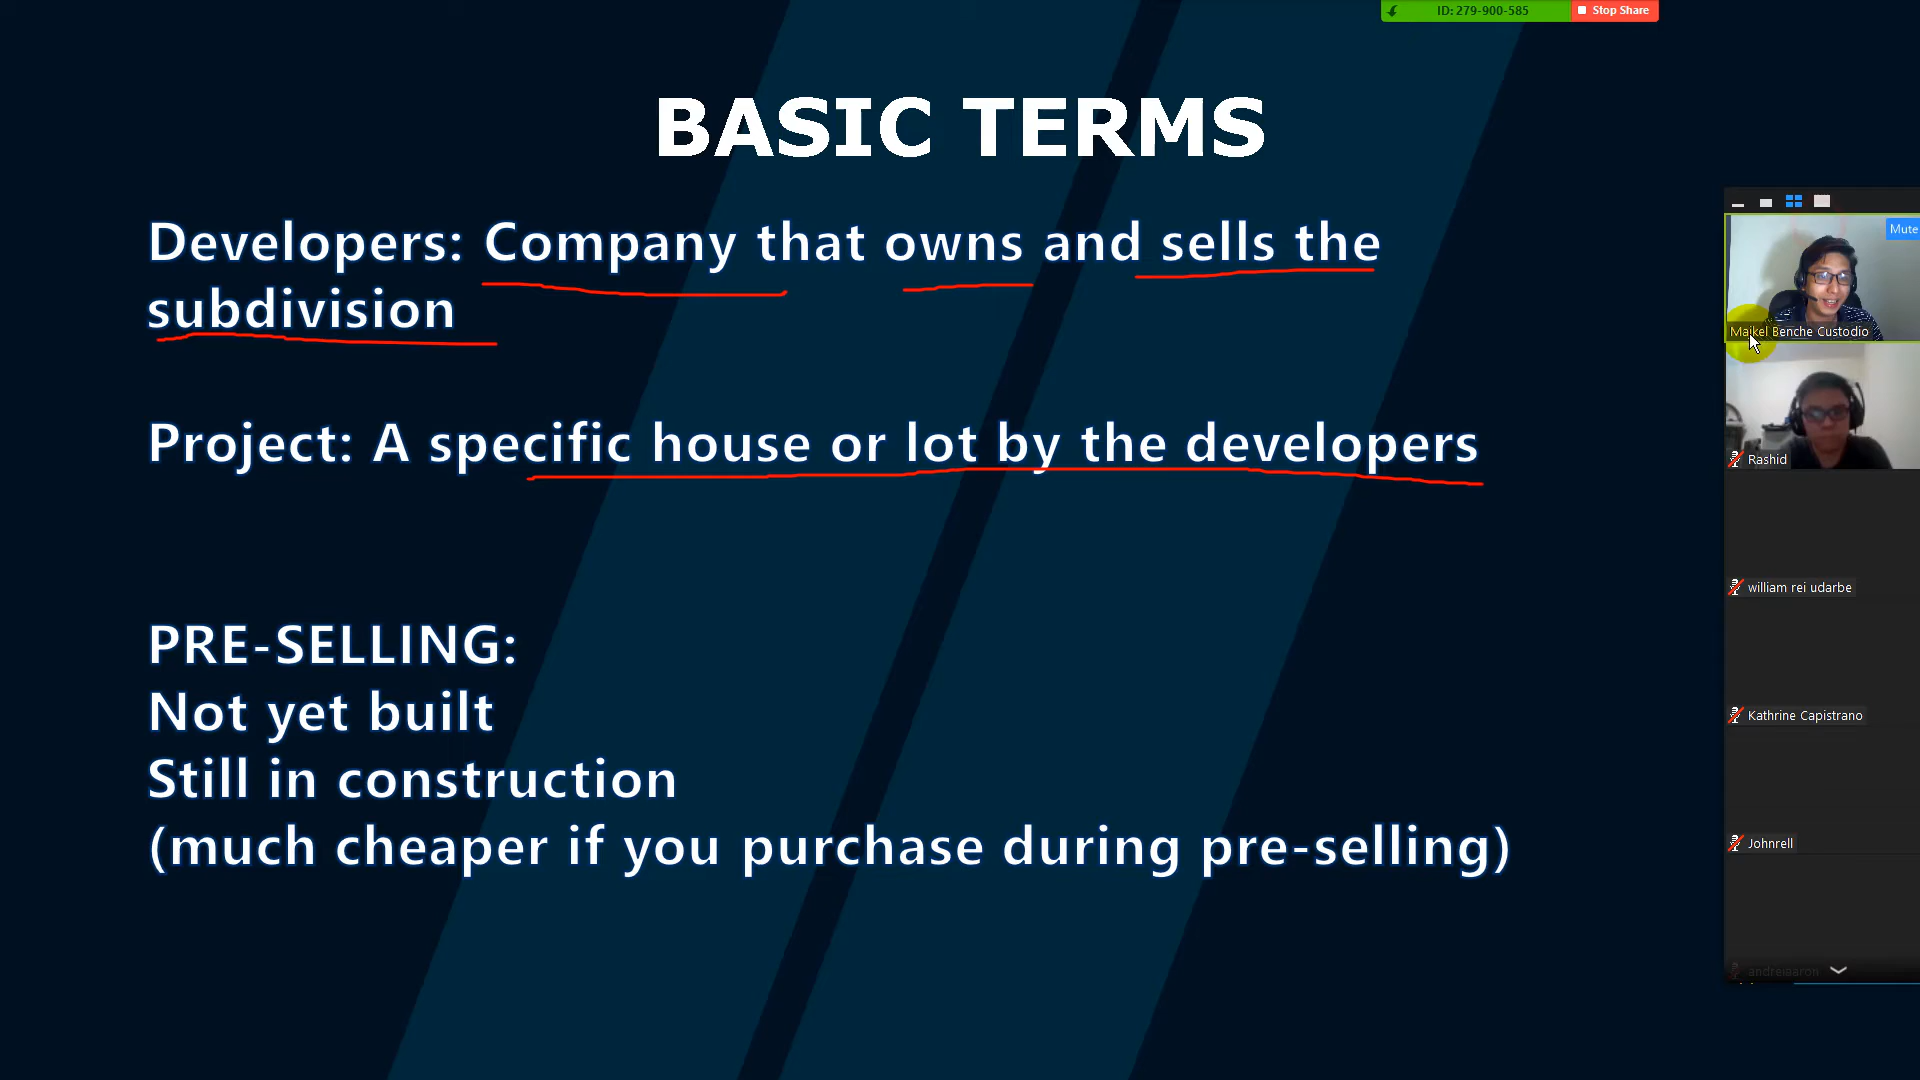 ID: 279-900-585
Stop Share
BASIC TERMS
Developers: Company that owns and sells the
subdivision
Project: A specific house or lot by the developers
PRE-SELLING:
Not yet built
Still in construction
(much cheaper if you purchase during pre-selling)
Mute
Maikel Benche Custodio
Rashid
william rei udarbe
Kathrine Capistrano
Johnrell
andreiaaron